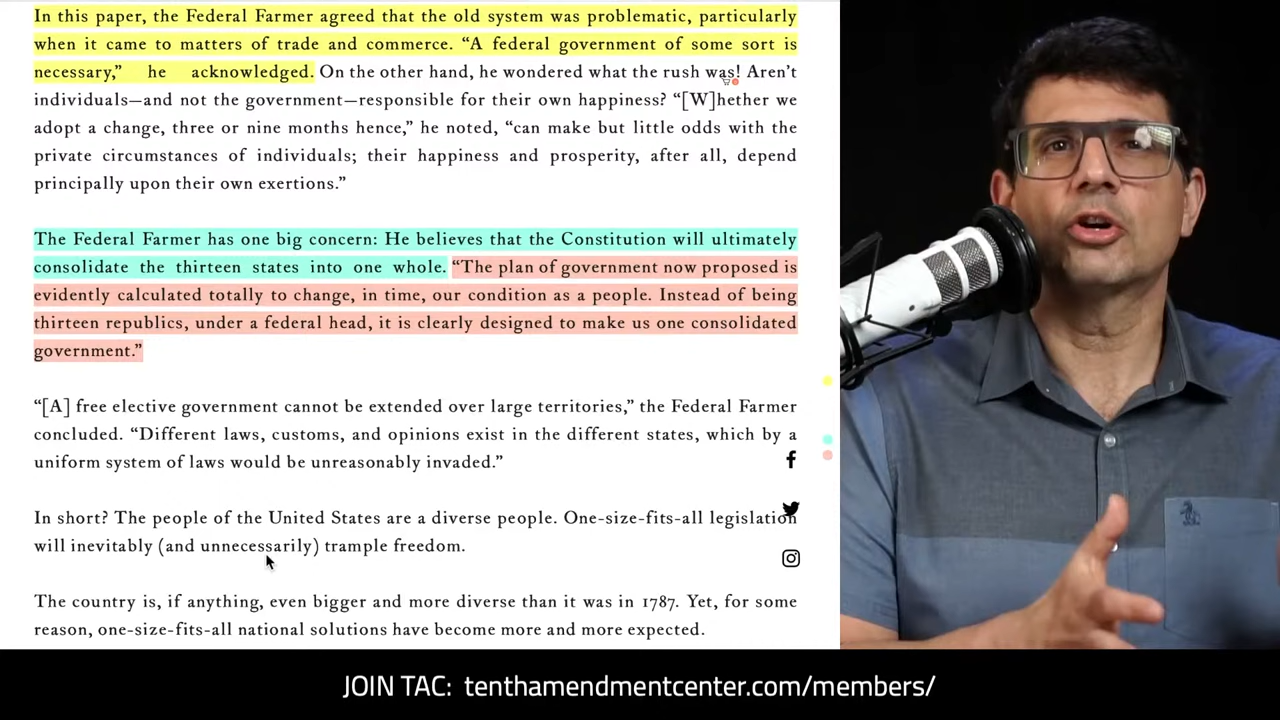 In this paper, the Federal Farmer agreed that the old system was problematic, particularly
when it came to matters of trade and commerce. “A federal government of some sort is
necessary,” he acknowledged. On the other hand, he wondered what the rush was! Aren’t
individuals—and not the government—responsible for their own happiness? “[W]hether we
adopt a change, three or nine months hence,” he noted, “can make but little odds with the
private circumstances of individuals; their happiness and prosperity, after all, depend
principally upon their own exertions.”
The Federal Farmer has one big concern: He believes that the Constitution will ultimately
consolidate the thirteen states into one whole. “The plan of government now proposed is
evidently calculated totally to change, in time, our condition as a people. Instead of being
thirteen republics, under a federal head, it is clearly designed to make us one consolidated
government.”
“[A] free elective government cannot be extended over large territories,” the Federal Farmer
concluded. “Different laws, customs, and opinions exist in the different states, which by a
uniform system of laws would be unreasonably invaded.”
In short? The people of the United States are a diverse people. One-size-fits-all legislation
will inevitably (and unnecessarily) trample freedom.
The country is, if anything, even bigger and more diverse than it was in 1787. Yet, for some
reason, one-size-fits-all national solutions have become more and more expected.
JOIN TAC: tenthamendmentcenter.com/members/